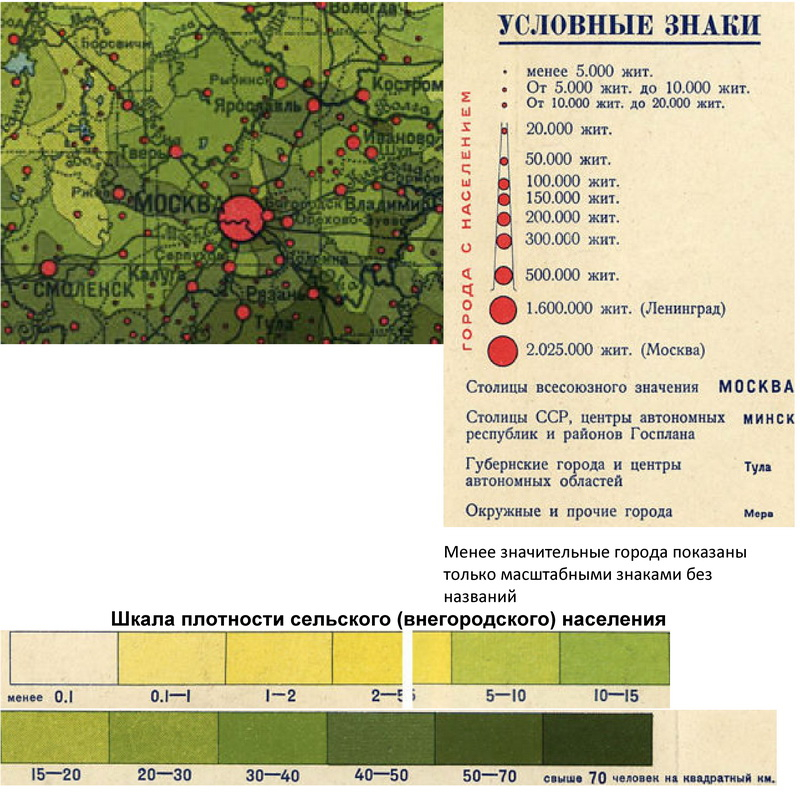 Вологда
Боровичи
Рыбинск
Костром
Ярославль
Волга
Иваново
Шуя
Тверь
Ржев
МОСКВА
Богородск
Владимир
Орехово-Зуево
Серпухов
Коломна
Калуга
СМОЛЕНСК
Рязань
Тула
УСЛОВНЫЕ ЗНАКИ
ГОРОДА С НАСЕЛЕНИЕМ
менее 5.000 жит.
От 5.000 жит. до 10.000 жит.
От 10.000 жит. до 20.000 жит.
20.000 жит.
50.000 жит.
100.000 жит.
150.000 жит.
200.000 жит.
300.000 жит.
500.000 жит.
1.600.000 жит. (Ленинград)
2.025.000 жит. (Москва)
Столицы всесоюзного значения МОСКВА
Столицы ССР, центры автономных МИНСК
республик и районов Госплана
Губернские города и центры Тула
автономных областей
Окружные и прочие города Мерв
Менее значительные города показаны
только масштабными знаками без
названий
Шкала плотности сельского (внегородского) населения
менее 0.1 0.1—1 1—2 2—5 5 5—10 10—15
15—20 20—30 30—40 40—50 50—70 свыше 70 человек на квадратный км.